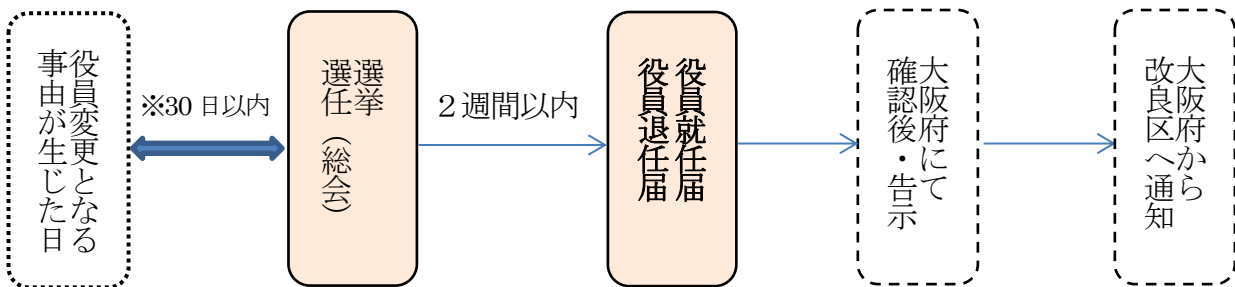 役員変更となる
事由が生じた日
※30日以内
選挙
選任（総会）
２週間以内
役員就任届
役員退任届
大阪府にて
確認後・告示
大阪府から
改良区へ通知